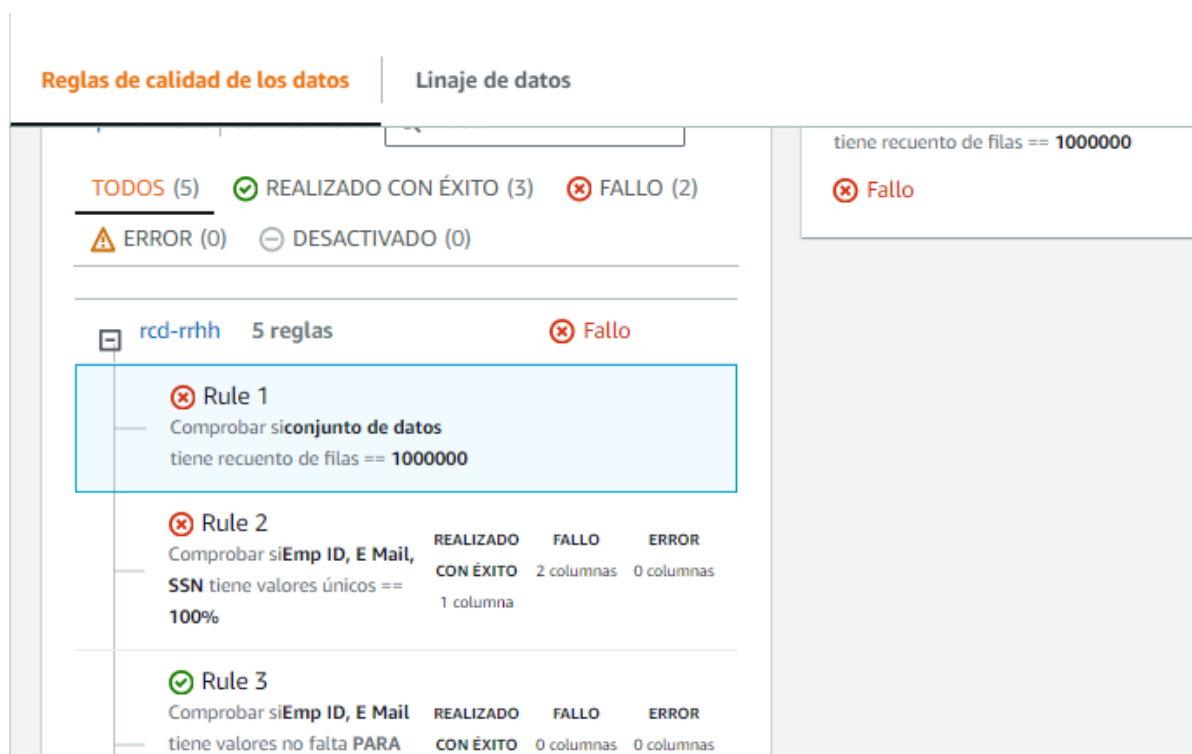 Reglas de calidad de los datos
Linaje de datos
TODOS (5)
REALIZADO CON ÉXITO (3)
FALLO (2)
ERROR (0)
DESACTIVADO (0)
rcd-rrhh
5 reglas
Fallo
Rule 1
Comprobar siconjunto de datos
tiene recuento de filas == 1000000
Rule 2
Comprobar siEmp ID, E Mail,
SSN tiene valores únicos ==
100%
REALIZADO
CON ÉXITO
1 columna
FALLO
2 columnas
ERROR
0 columnas
Rule 3
Comprobar siEmp ID, E Mail
tiene valores no falta PARA
REALIZADO
CON ÉXITO
FALLO
0 columnas
ERROR
0 columnas
tiene recuento de filas == 1000000
Fallo